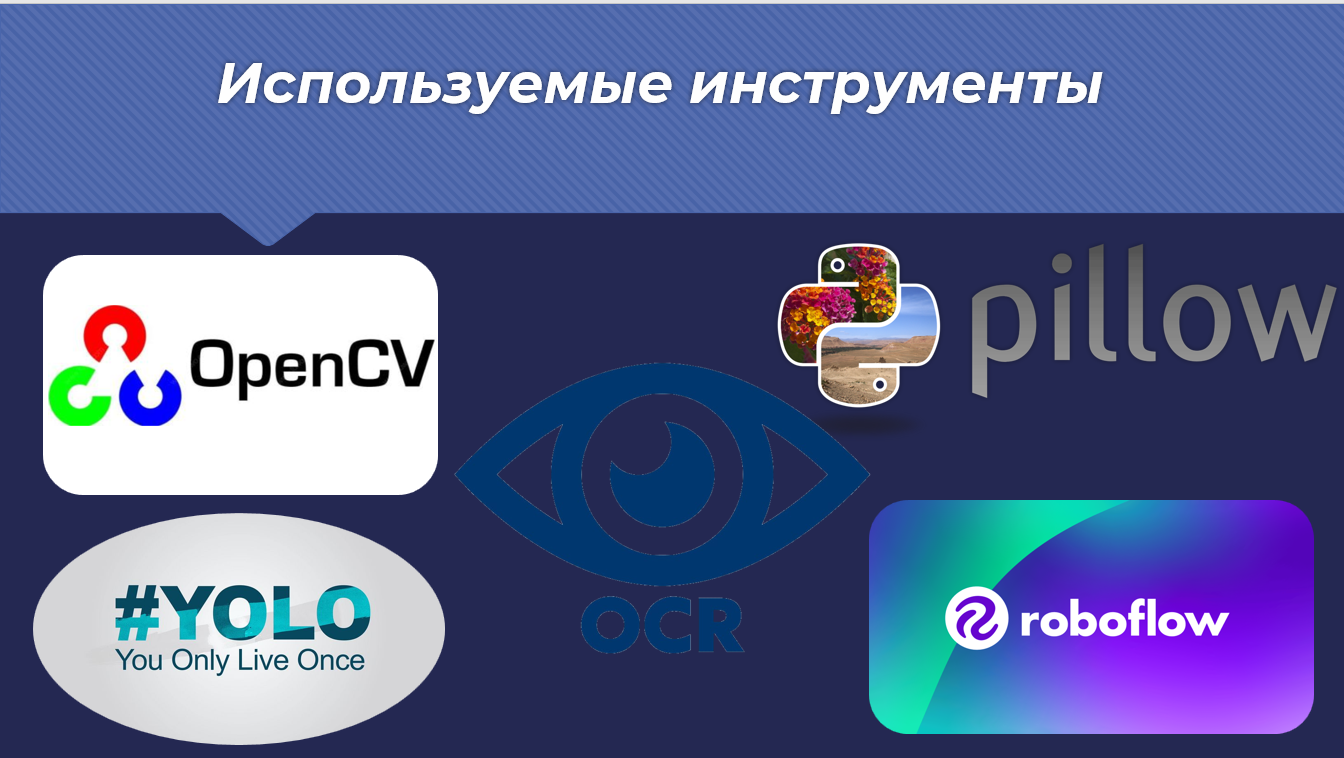 Используемые инструменты
OpenCV
pillow
#YOLO
You Only Live Once
OCR
roboflow